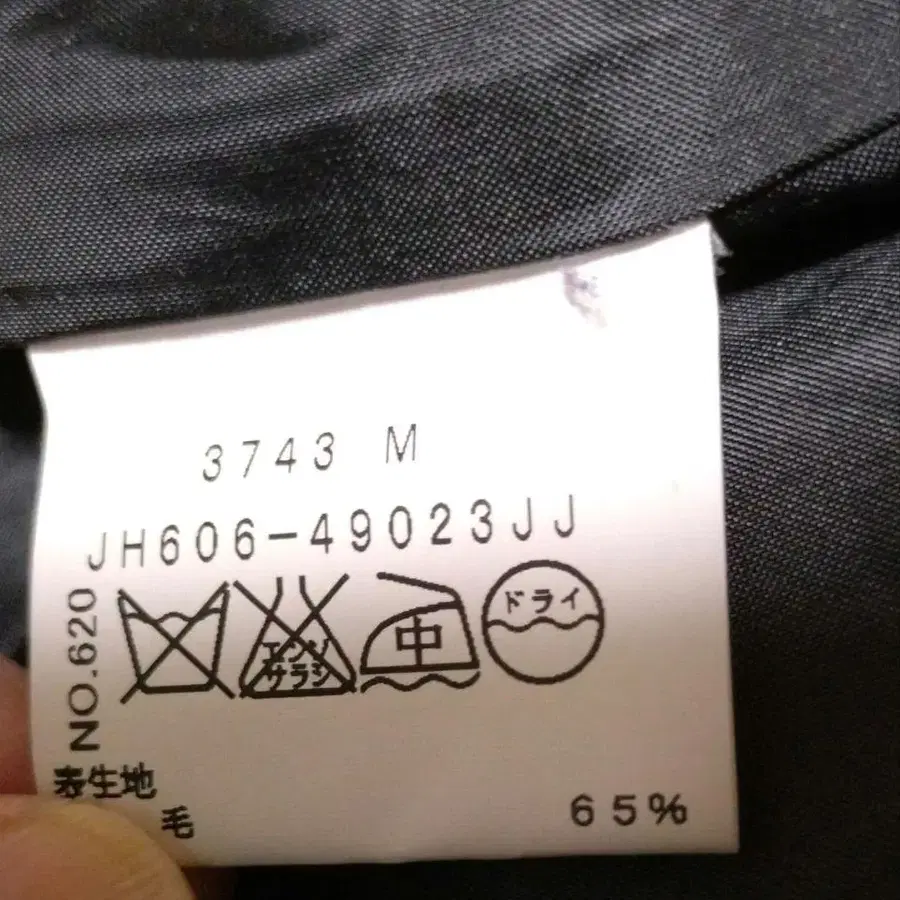 3743 M
JH606-49023JJ
NO.620
エンソ
サラシ
中
ドライ
表生地
毛 65%